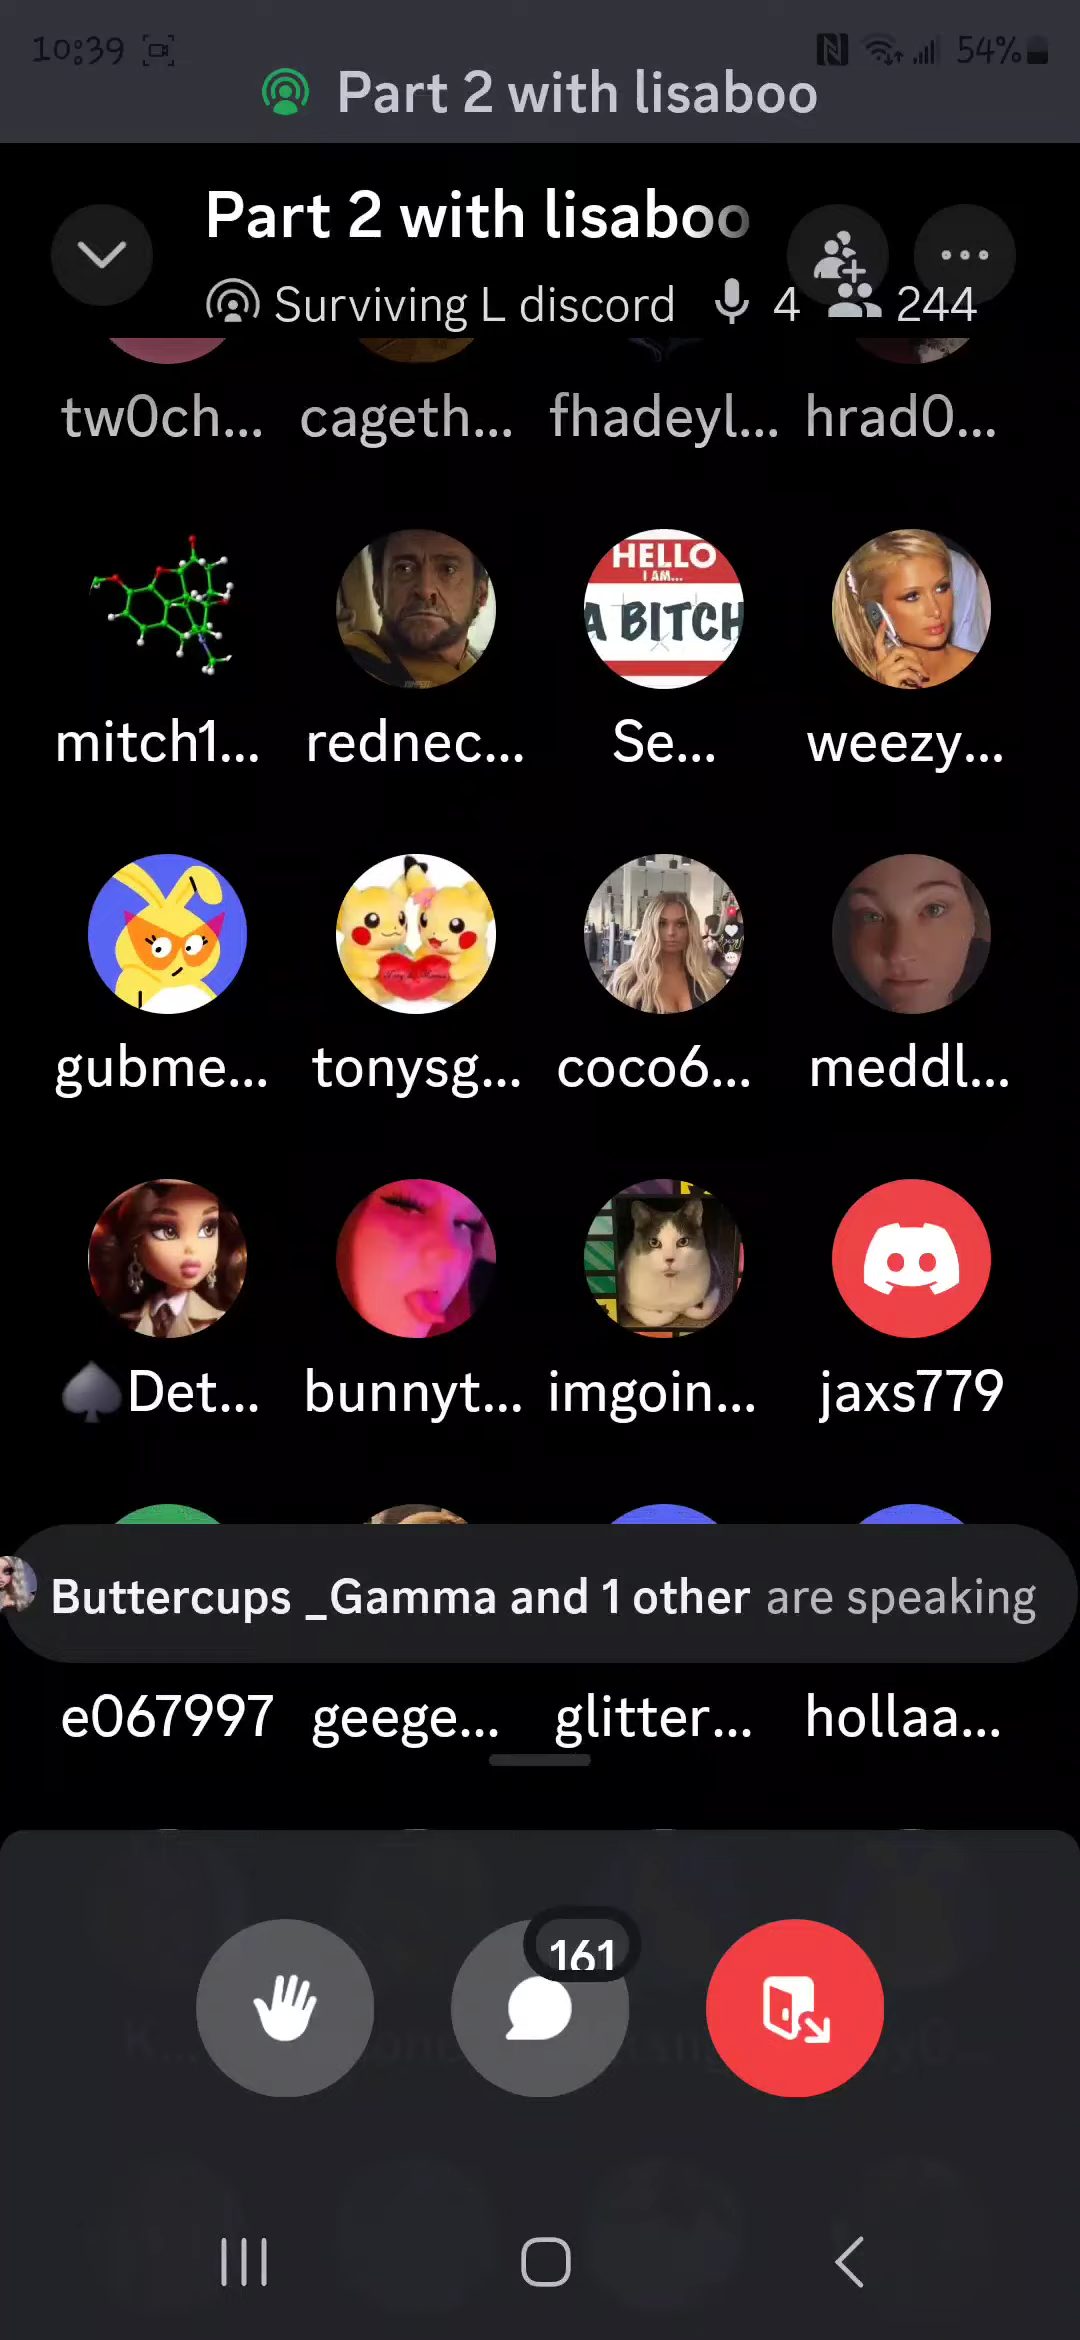 10:39 54%
Part 2 with lisaboo
Part 2 with lisaboo
Surviving L discord 4 244
tw0ch... cageth... fhadeyl... hrad0...
HELLO
I AM...
A BITCH
mitch1... rednec... Se... weezy...
gubme... tonysg... coco6... meddl...
♠Det... bunnyt... imgoin... jaxs779
Buttercups _Gamma and 1 other are speaking
e067997 geege... glitter... hollaa...
161